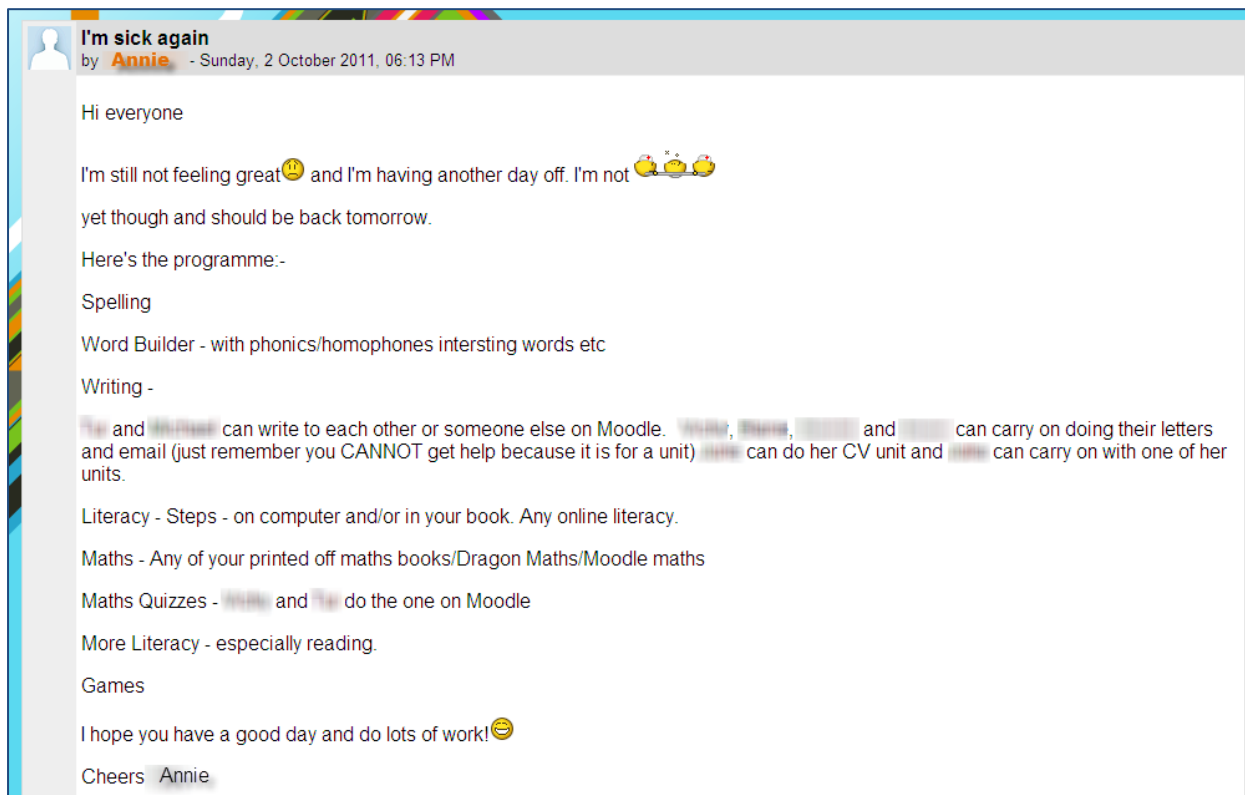 I'm sick again
by Annie - Sunday, 2 October 2011, 06:13 PM
Hi everyone
I'm still not feeling great and I'm having another day off. I'm not
yet though and should be back tomorrow.
Here's the programme:-
Spelling
Word Builder - with phonics/homophones intersting words etc
Writing -
and can write to each other or someone else on Moodle. , , and can carry on doing their letters
and email (just remember you CANNOT get help because it is for a unit) can do her CV unit and can carry on with one of her
units.
Literacy - Steps - on computer and/or in your book. Any online literacy.
Maths - Any of your printed off maths books/Dragon Maths/Moodle maths
Maths Quizzes - and do the one on Moodle
More Literacy - especially reading.
Games
I hope you have a good day and do lots of work!
Cheers Annie